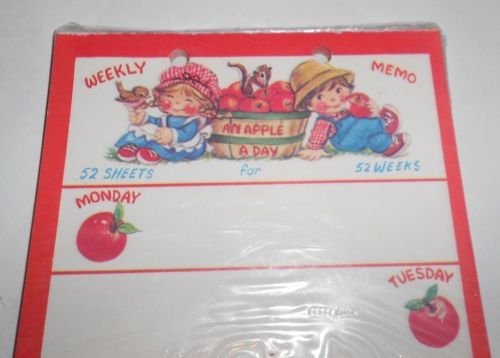 WEEKLY
MEMO
AN APPLE
A DAY
52 SHEETS for 52 WEEKS
MONDAY
TUESDAY